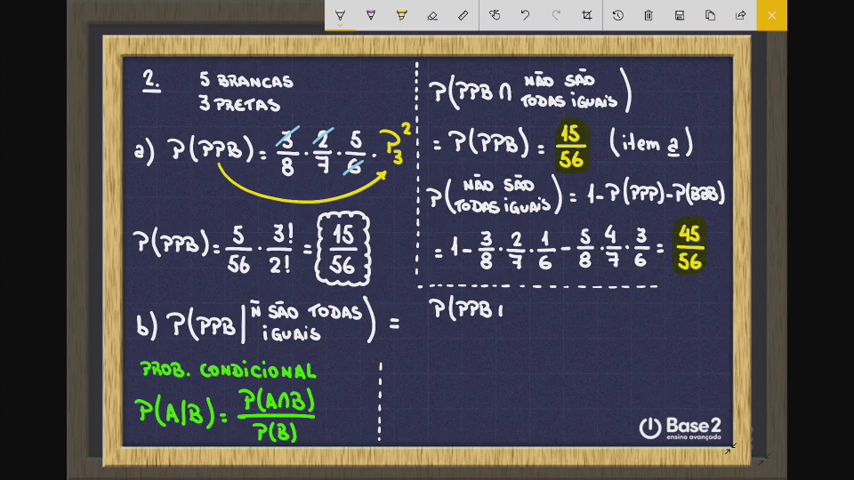 2. 5 BRANCAS
3 PRETAS
a) P(PPB) = 3/8 · 2/7 · 5/6 · P₃²
P(PPB) = 5/56 · 3!/2! = 15/56
b) P(PPB | Ñ SÃO TODAS IGUAIS) =
PROB. CONDICIONAL
P(A|B) = P(A∩B)/P(B)
P(PPB ∩ NÃO SÃO TODAS IGUAIS)
= P(PPB) = 15/56 (item a)
P(NÃO SÃO TODAS IGUAIS) = 1 - P(PPP) - P(BBB)
= 1 - 3/8 · 2/7 · 1/6 - 5/8 · 4/7 · 3/6 = 45/56
P(PPB
Base2
ensino avançado